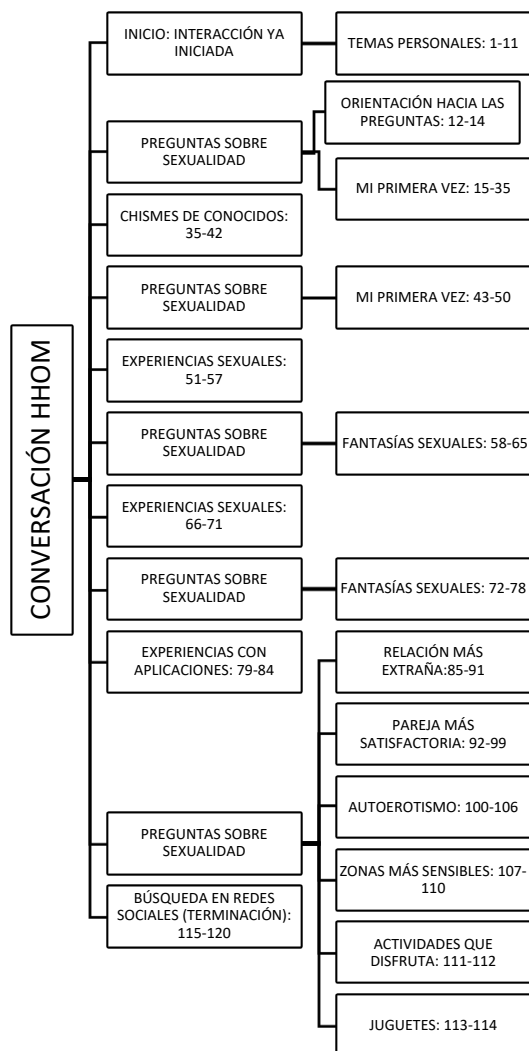 CONVERSACIÓN HHOM
INICIO: INTERACCIÓN YA
INICIADA
TEMAS PERSONALES: 1-11
PREGUNTAS SOBRE
SEXUALIDAD
ORIENTACIÓN HACIA LAS
PREGUNTAS: 12-14
MI PRIMERA VEZ: 15-35
CHISMES DE CONOCIDOS:
35-42
PREGUNTAS SOBRE
SEXUALIDAD
MI PRIMERA VEZ: 43-50
EXPERIENCIAS SEXUALES:
51-57
PREGUNTAS SOBRE
SEXUALIDAD
FANTASÍAS SEXUALES: 58-65
EXPERIENCIAS SEXUALES:
66-71
PREGUNTAS SOBRE
SEXUALIDAD
FANTASÍAS SEXUALES: 72-78
EXPERIENCIAS CON
APLICACIONES: 79-84
PREGUNTAS SOBRE
SEXUALIDAD
RELACIÓN MÁS
EXTRAÑA:85-91
PAREJA MÁS
SATISFACTORIA: 92-99
AUTOEROTISMO: 100-106
ZONAS MÁS SENSIBLES: 107-
110
ACTIVIDADES QUE
DISFRUTA: 111-112
JUGUETES: 113-114
BÚSQUEDA EN REDES
SOCIALES (TERMINACIÓN):
115-120